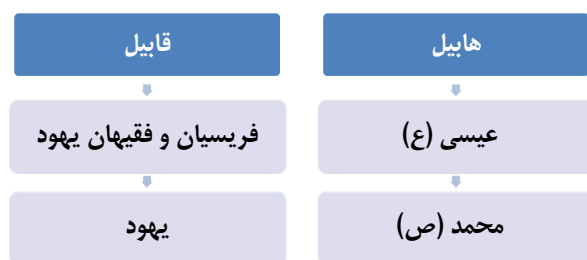 هابیل
قابیل
عیسی (ع)
فریسیان و فقیهان یهود
محمد (ص)
یهود